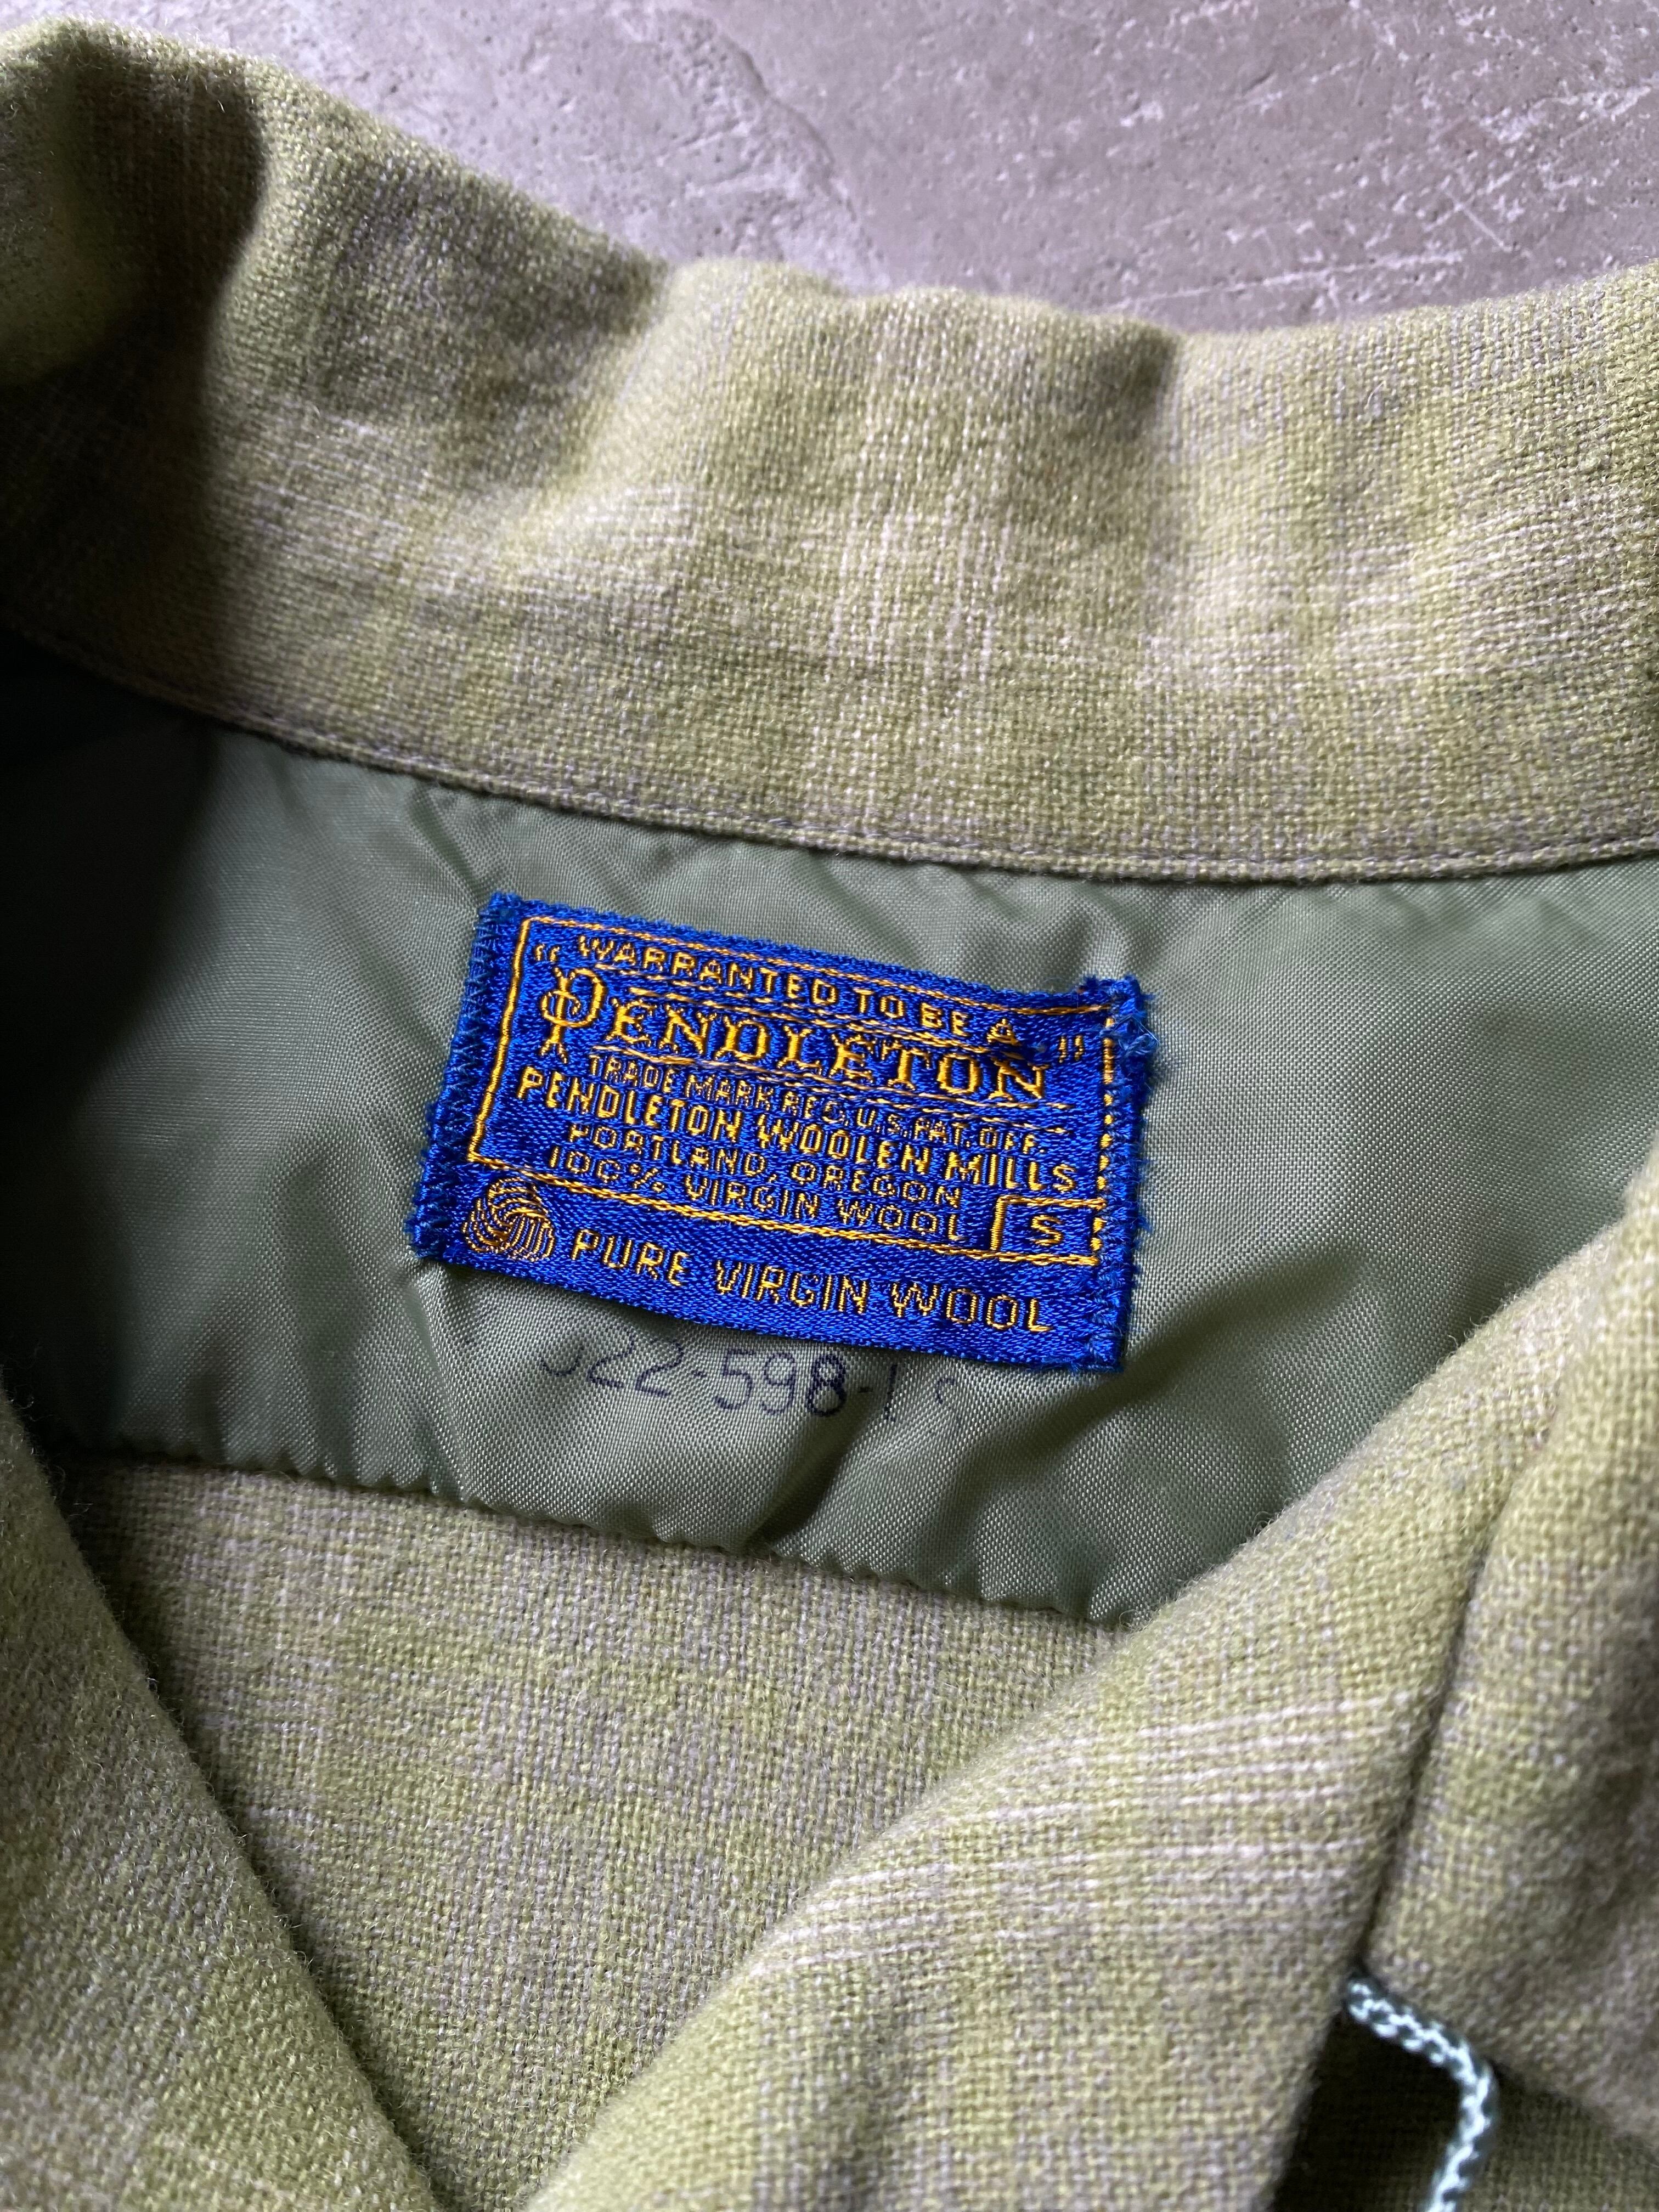 "WARRANTED TO BE A
PENDLETON"
TRADE MARK REG. U.S. PAT. OFF.
PENDLETON WOOLEN MILLS
PORTLAND, OREGON
100% VIRGIN WOOL
S
PURE VIRGIN WOOL